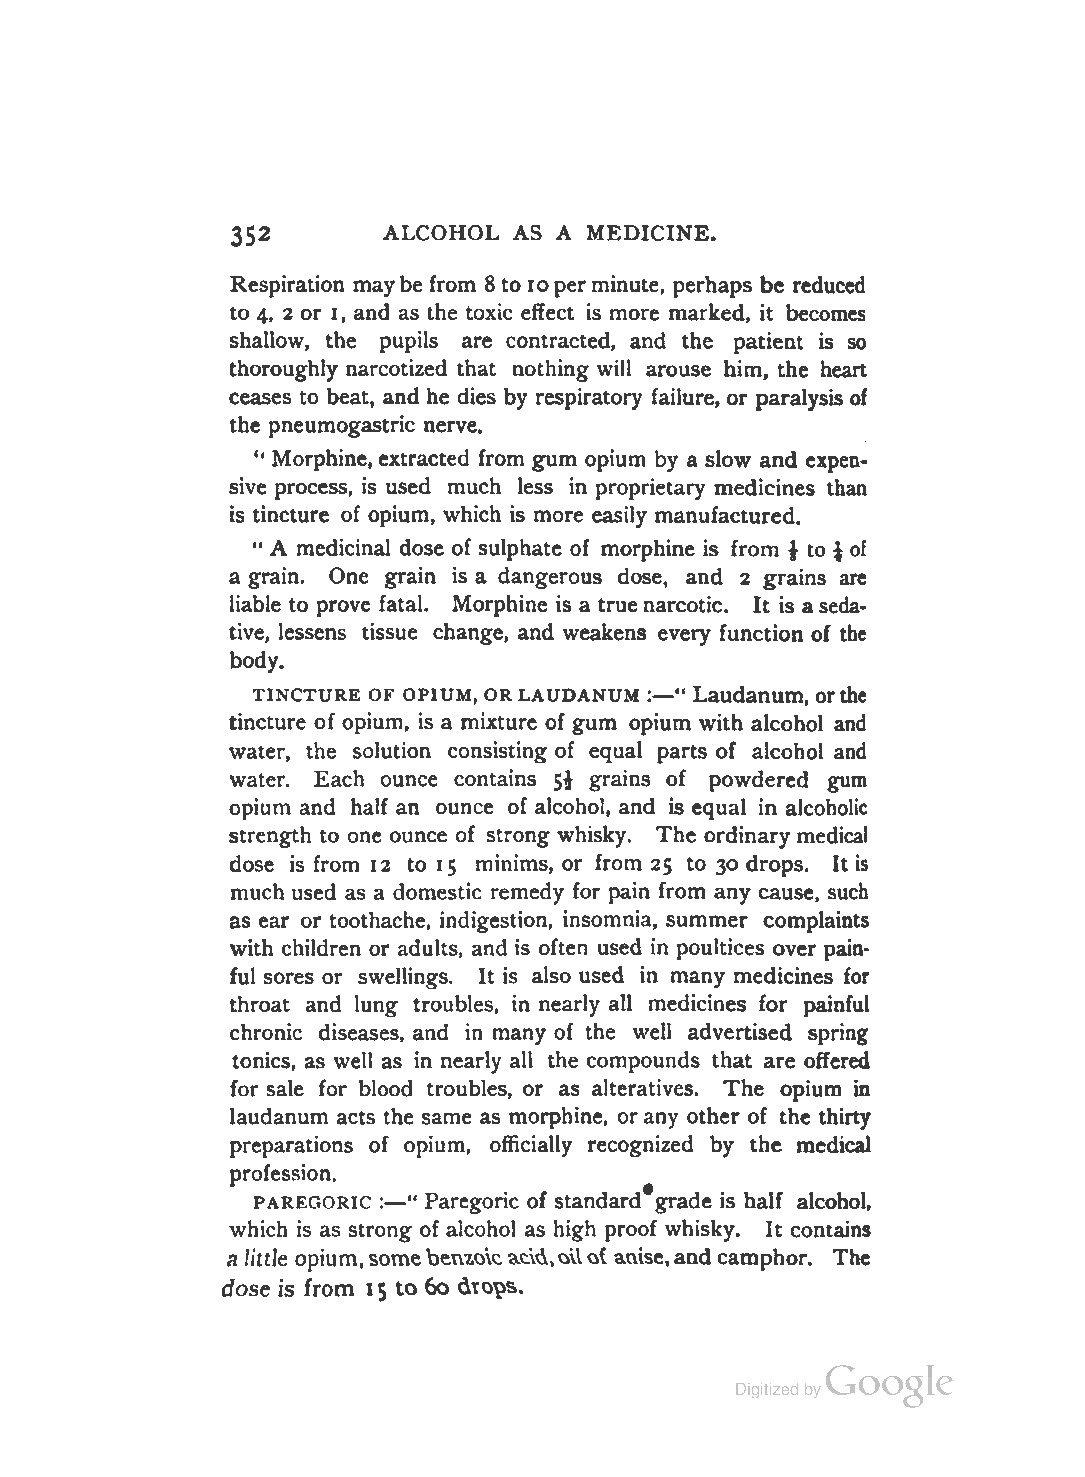 352 ALCOHOL AS A MEDICINE.
Respiration may be from 8 to 10 per minute, perhaps be reduced
to 4, 2 or 1, and as the toxic effect is more marked, it becomes
shallow, the pupils are contracted, and the patient is so
thoroughly narcotized that nothing will arouse him, the heart
ceases to beat, and he dies by respiratory failure, or paralysis of
the pneumogastric nerve.
“ Morphine, extracted from gum opium by a slow and expen-
sive process, is used much less in proprietary medicines than
is tincture of opium, which is more easily manufactured.
“ A medicinal dose of sulphate of morphine is from to of
a grain. One grain is a dangerous dose, and 2 grains are
liable to prove fatal. Morphine is a true narcotic. It is a seda-
tive, lessens tissue change, and weakens every function of the
body.
TINCTURE OF OPIUM, OR LAUDANUM :—“ Laudanum, or the
tincture of opium, is a mixture of gum opium with alcohol and
water, the solution consisting of equal parts of alcohol and
water. Each ounce contains grains of powdered gum
opium and half an ounce of alcohol, and is equal in alcoholic
strength to one ounce of strong whisky. The ordinary medical
dose is from 12 to 15 minims, or from 25 to 30 drops. It is
much used as a domestic remedy for pain from any cause, such
as ear or toothache, indigestion, insomnia, summer complaints
with children or adults, and is often used in poultices over pain-
ful sores or swellings. It is also used in many medicines for
throat and lung troubles, in nearly all medicines for painful
chronic diseases, and in many of the well advertised spring
tonics, as well as in nearly all the compounds that are offered
for sale for blood troubles, or as alteratives. The opium in
laudanum acts the same as morphine, or any other of the thirty
preparations of opium, officially recognized by the medical
profession.
PAREGORIC :—“ Paregoric of standard grade is half alcohol,
which is as strong of alcohol as high proof whisky. It contains
a little opium, some benzoic acid, oil of anise, and camphor. The
dose is from 15 to 60 drops.
Digitized by Google